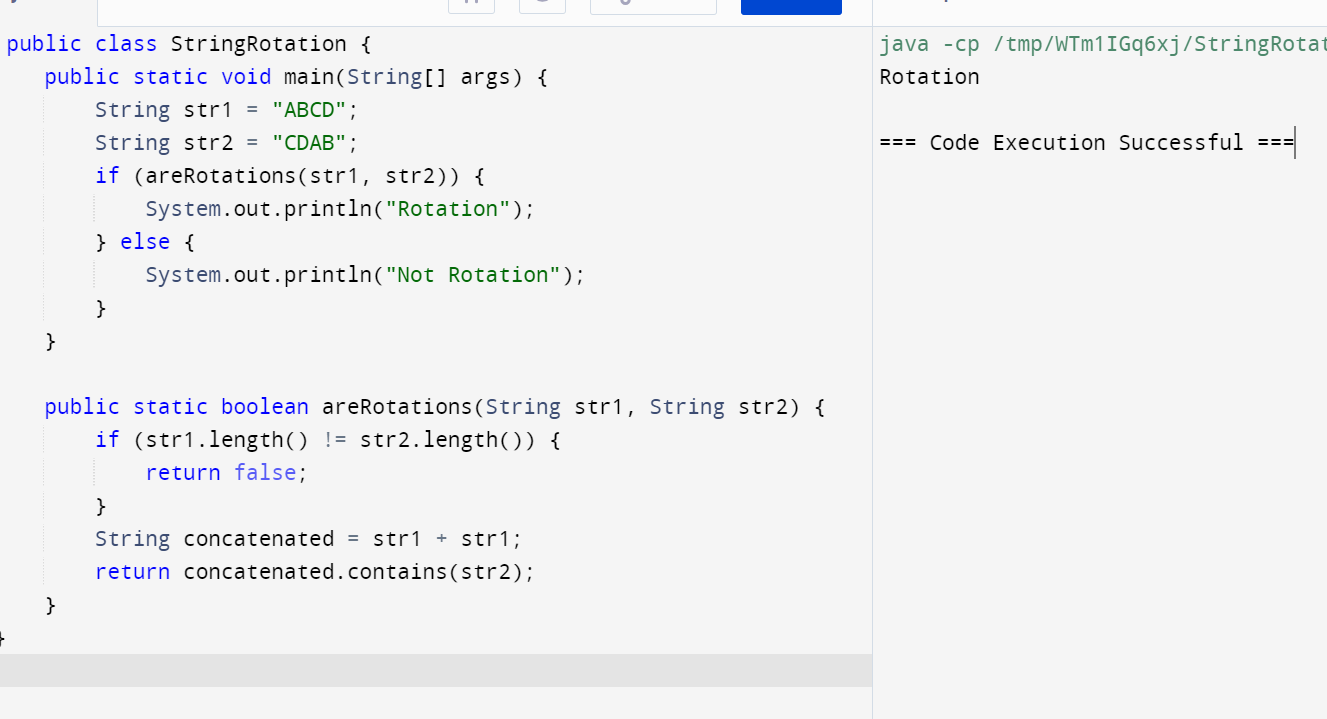 public class StringRotation {
public static void main(String[] args) {
String str1 = "ABCD";
String str2 = "CDAB";
if (areRotations(str1, str2)) {
System.out.println("Rotation");
} else {
System.out.println("Not Rotation");
}
}
public static boolean areRotations(String str1, String str2) {
if (str1.length() != str2.length()) {
return false;
}
String concatenated = str1 + str1;
return concatenated.contains(str2);
}
}
java -cp /tmp/WTm1IGq6xj/StringRotat
Rotation
=== Code Execution Successful ===